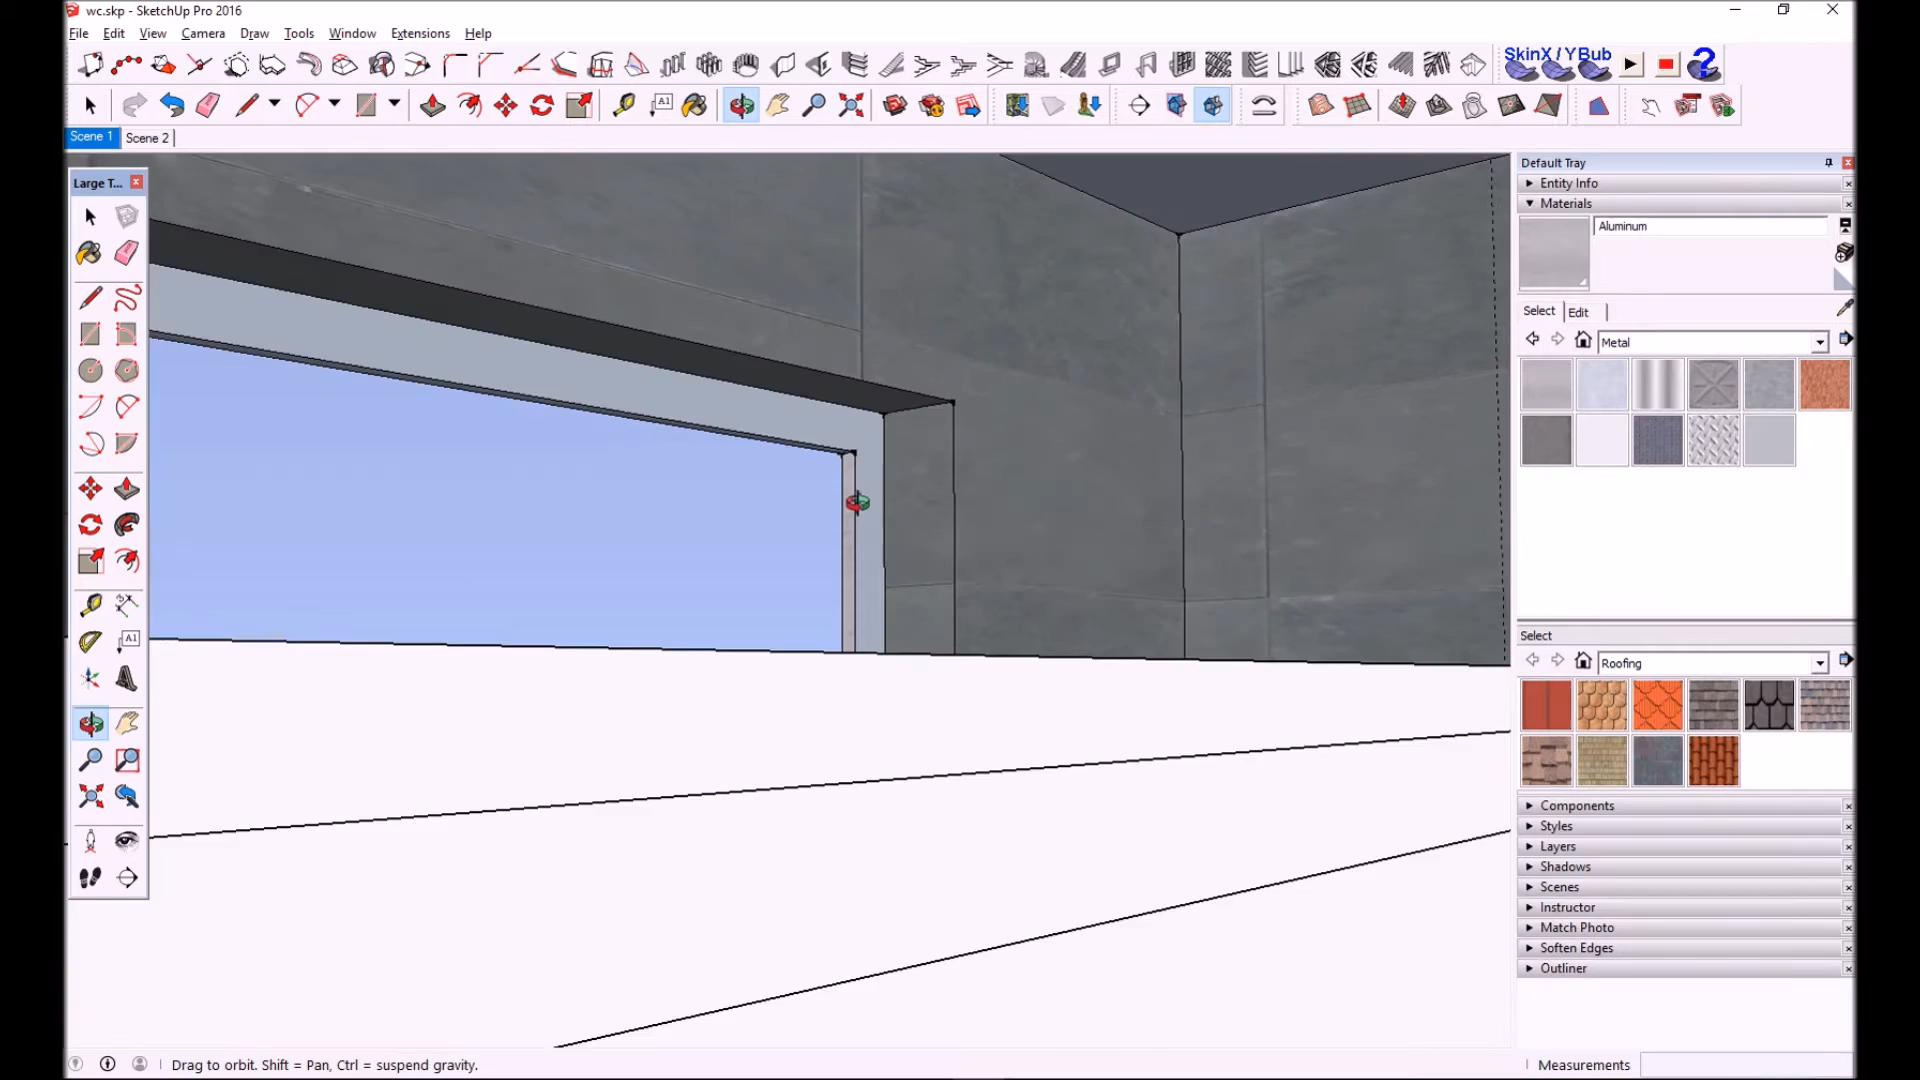 wc.skp - SketchUp Pro 2016
File Edit View Camera Draw Tools Window Extensions Help
SkinX / YBub
A1
Scene 1 Scene 2
Default Tray
Large T...
Entity Info
Materials
Aluminum
Select Edit
Metal
A1
Select
Roofing
Components
Styles
Layers
Shadows
Scenes
Instructor
Match Photo
Soften Edges
Outliner
Drag to orbit. Shift = Pan, Ctrl = suspend gravity.
Measurements